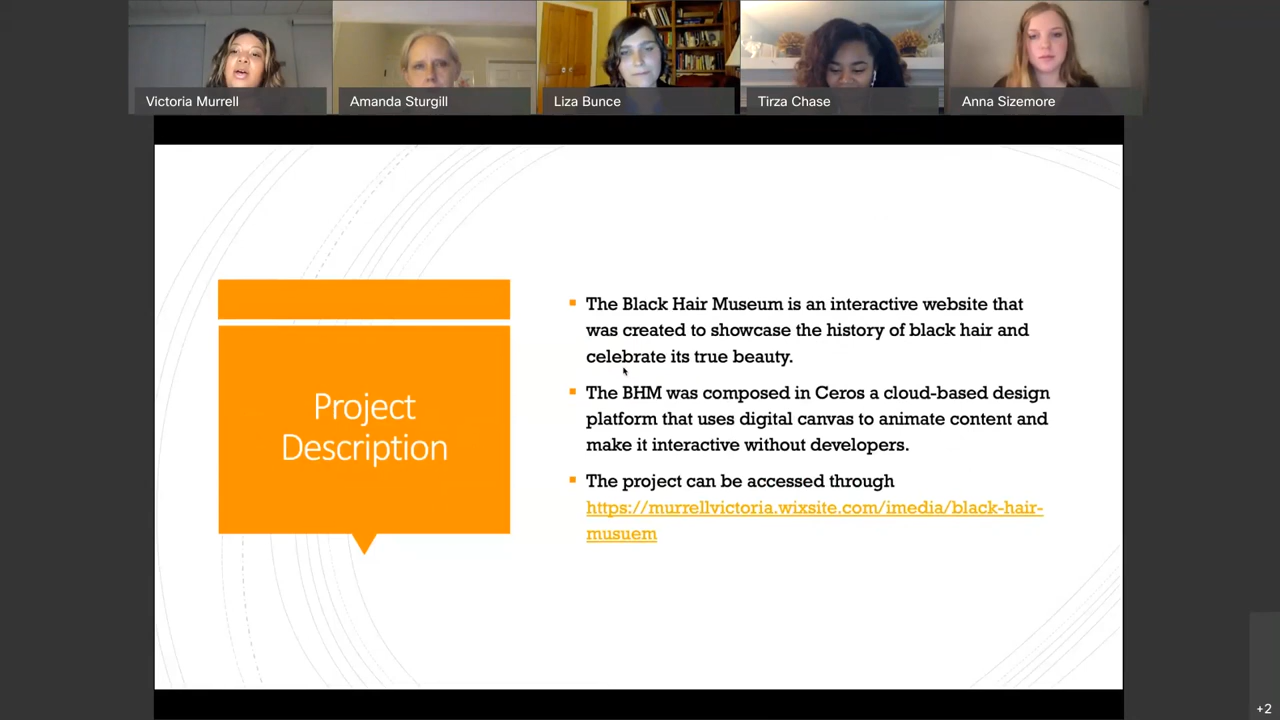 Victoria Murrell
Amanda Sturgill
Liza Bunce
Tirza Chase
Anna Sizemore
Project
Description
The Black Hair Museum is an interactive website that
was created to showcase the history of black hair and
celebrate its true beauty.
The BHM was composed in Ceros a cloud-based design
platform that uses digital canvas to animate content and
make it interactive without developers.
The project can be accessed through
https://murrellvictoria.wixsite.com/imedia/black-hair-
musuem
+2